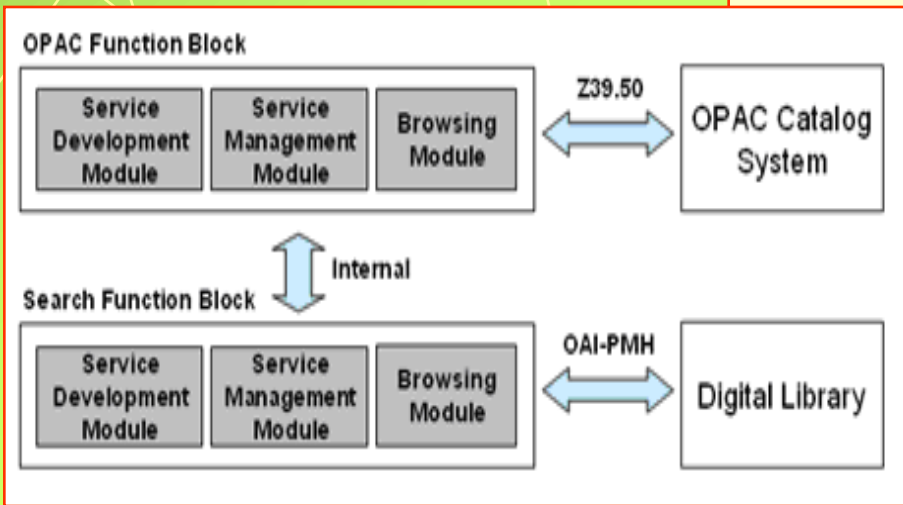 OPAC Function Block
Service
Development
Module
Service
Management
Module
Browsing
Module
Z39.50
OPAC Catalog
System
Internal
Search Function Block
Service
Development
Module
Service
Management
Module
Browsing
Module
OAI-PMH
Digital Library